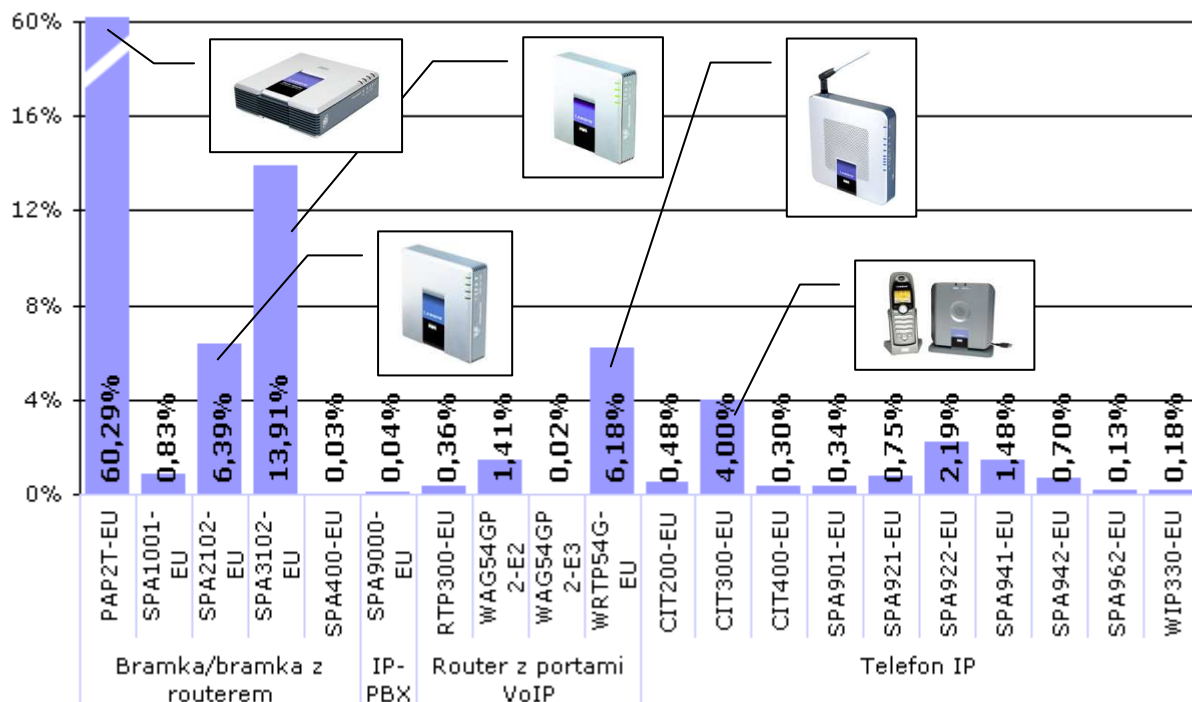 60%
16%
12%
8%
4%
0%
60,29%
0,83%
6,39%
13,91%
0,03%
0,04%
0,36%
1,41%
0,02%
6,18%
0,48%
4,00%
0,30%
0,34%
0,75%
2,19%
1,48%
0,70%
0,13%
0,18%
PAP2T-EU
SPA1001-
EU
SPA2102-
EU
SPA3102-
EU
SPA400-EU
SPA9000-
EU
RTP300-EU
WAG54GP
2-E2
WAG54GP
2-E3
WRTP54G-
EU
CIT200-EU
CIT300-EU
CIT400-EU
SPA901-EU
SPA921-EU
SPA922-EU
SPA941-EU
SPA942-EU
SPA962-EU
WIP330-EU
Bramka/bramka z
routerem
IP-
PBX
Router z portami
VoIP
Telefon IP